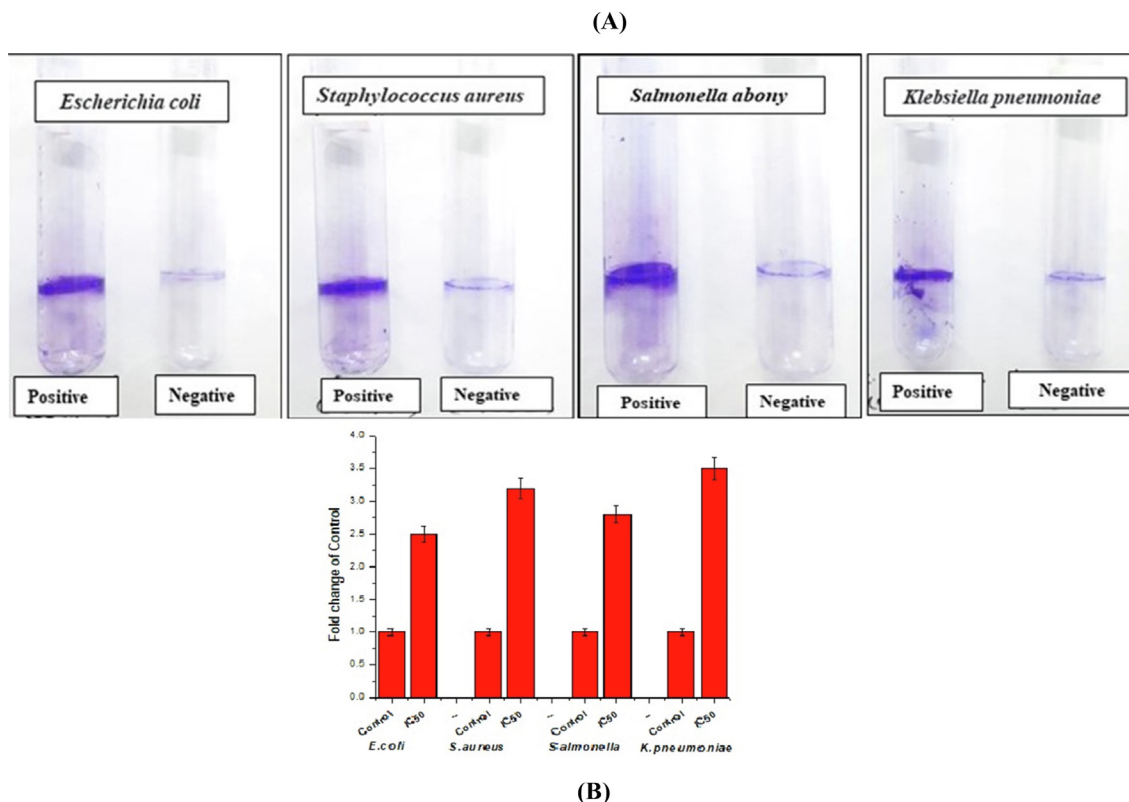 (A)
Escherichia coli
Staphylococcus aureus
Salmonella abony
Klebsiella pneumoniae
Positive
Negative
Positive
Negative
Positive
Negative
Positive
Negative
Fold change of Control
4.0
3.5
3.0
2.5
2.0
1.5
1.0
0.5
0.0
Control IC50 -- Control IC50 -- Control IC50 -- Control IC50
E.coli S.aureus Salmonella K.pneumoniae
(B)